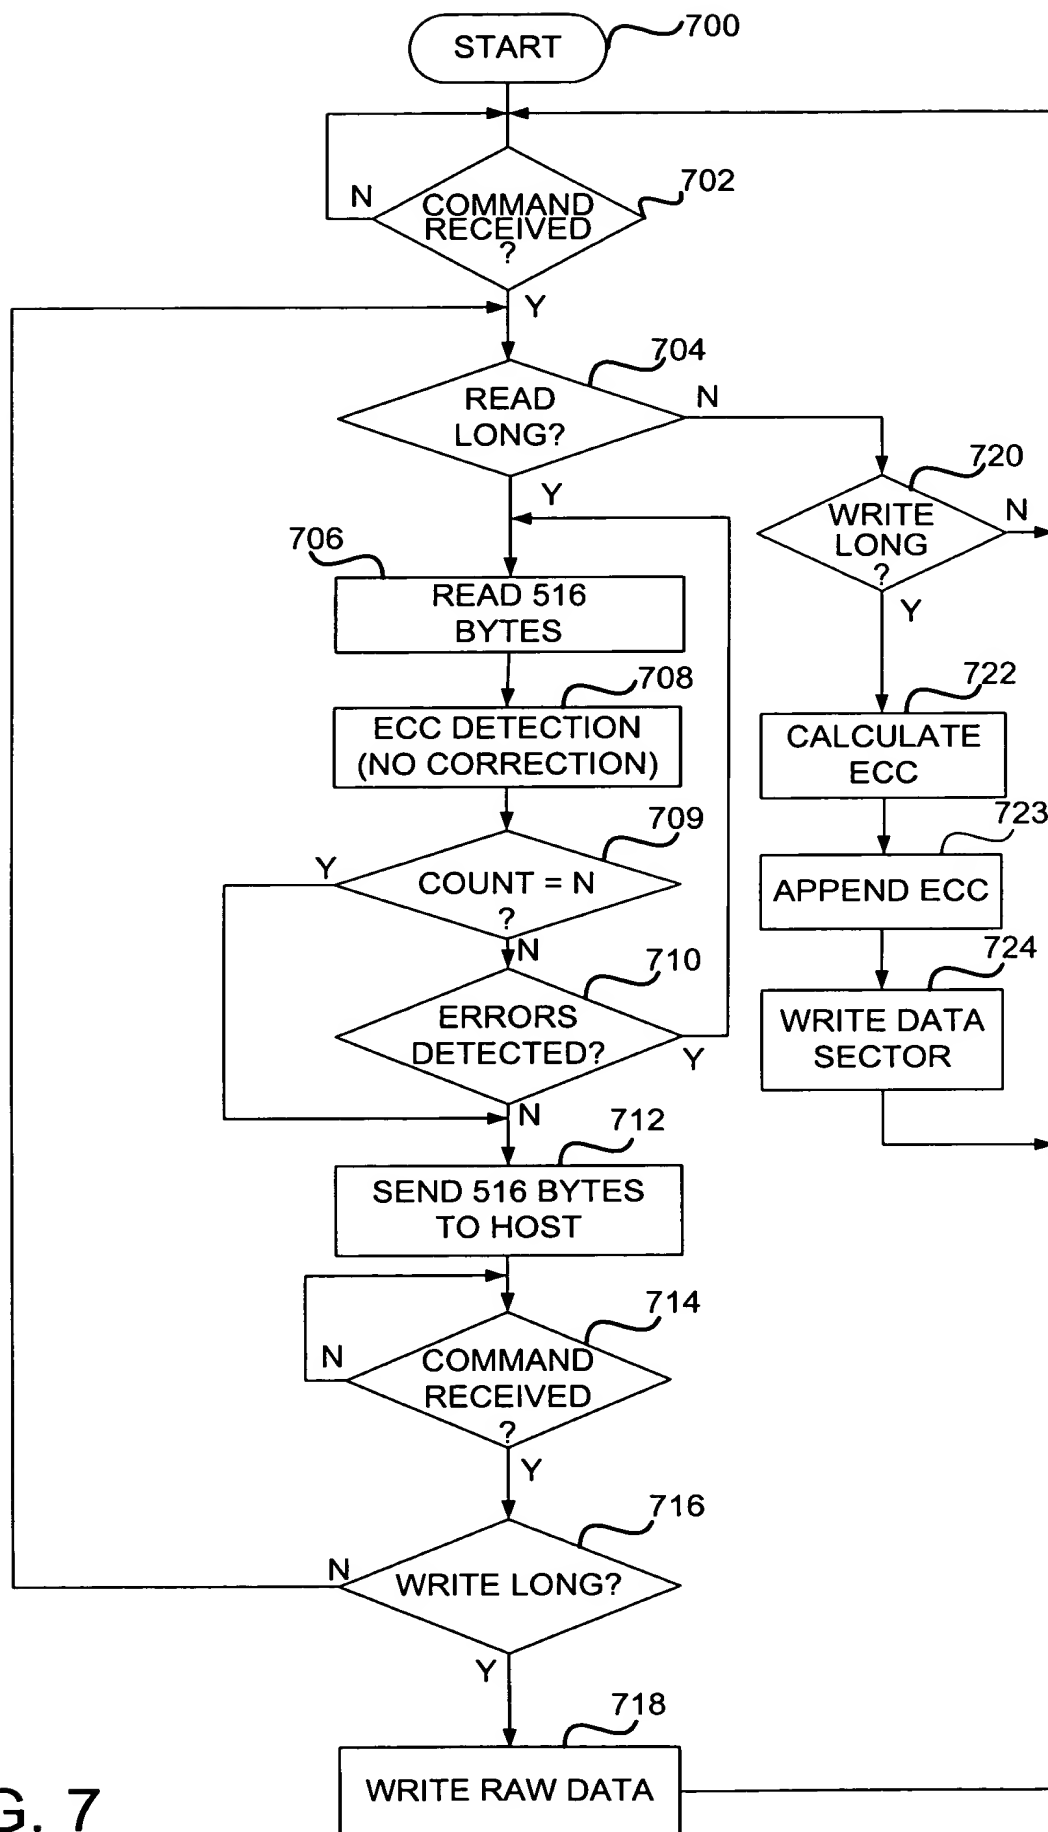 START
700
702
N
COMMAND
RECEIVED
?
Y
704
READ
LONG?
N
720
WRITE
LONG
?
N
Y
Y
706
READ 516
BYTES
708
ECC DETECTION
(NO CORRECTION)
722
CALCULATE
ECC
723
APPEND ECC
724
WRITE DATA
SECTOR
709
Y
COUNT = N
?
N
710
ERRORS
DETECTED?
Y
N
712
SEND 516 BYTES
TO HOST
714
N
COMMAND
RECEIVED
?
Y
716
N
WRITE LONG?
Y
718
WRITE RAW DATA
G. 7